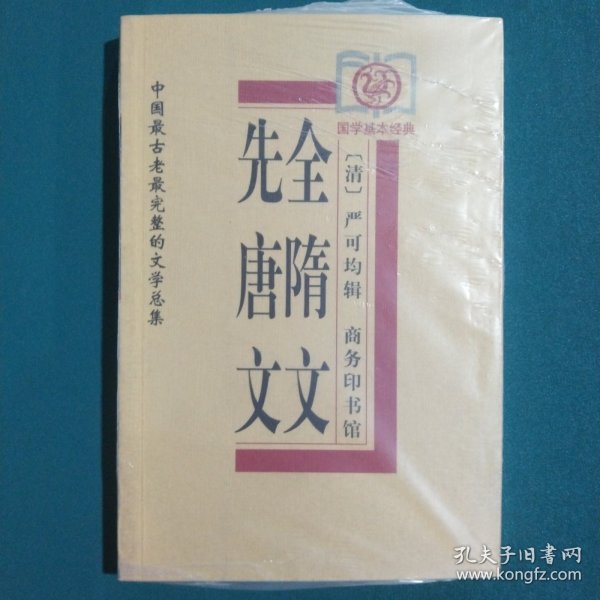 国学基本经典
〔清〕严可均辑 商务印书馆
全隋文
先唐文
中国最古老最完整的文学总集
孔夫子旧书网
www.kongfz.com